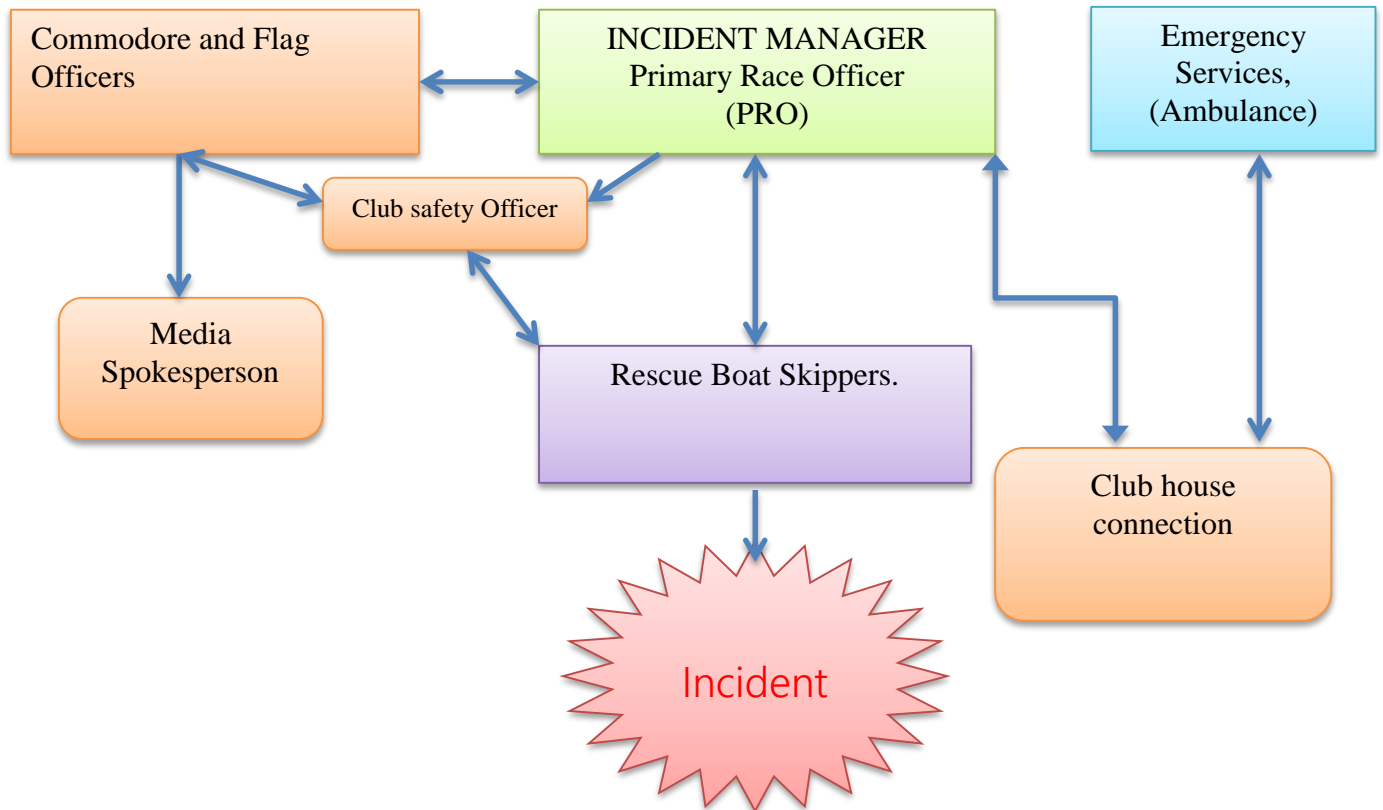 Commodore and Flag
Officers
INCIDENT MANAGER
Primary Race Officer
(PRO)
Emergency
Services,
(Ambulance)
Club safety Officer
Media
Spokesperson
Rescue Boat Skippers.
Club house
connection
Incident